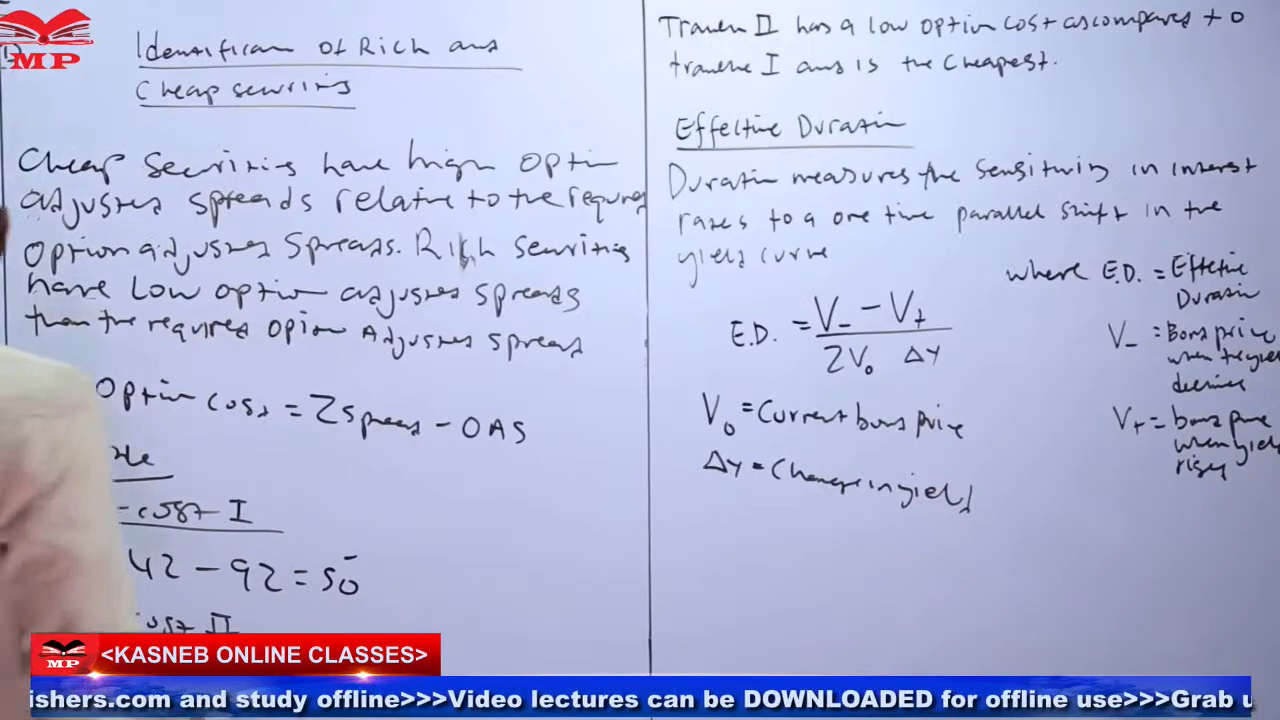 MP
Identification of Rich and
Cheap securities
Cheap Securities have high option
adjusted spreads relative to the required
option adjusted Spreads. Rich securities
have low option adjusted spreads
than the required option Adjusted spread
Option cost = Z spread - OAS
cost I
42 - 92 = 50
cost II
Tranche II has a low option cost as compared to
tranche I and is the cheapest.
Effective Duration
Duration measures the sensitivity in interest
rates to a one time parallel shift in the
yield curve
E.D. = V₋ - V₊
2V₀ ΔY
V₀ = Current bond price
ΔY = Change in yield
where E.D. = Effective
Duration
V₋ = Bond price
when the yield
declines
V₊ = bond price
when yield
rises
MP <KASNEB ONLINE CLASSES>
ishers.com and study offline>>>Video lectures can be DOWNLOADED for offline use>>>Grab